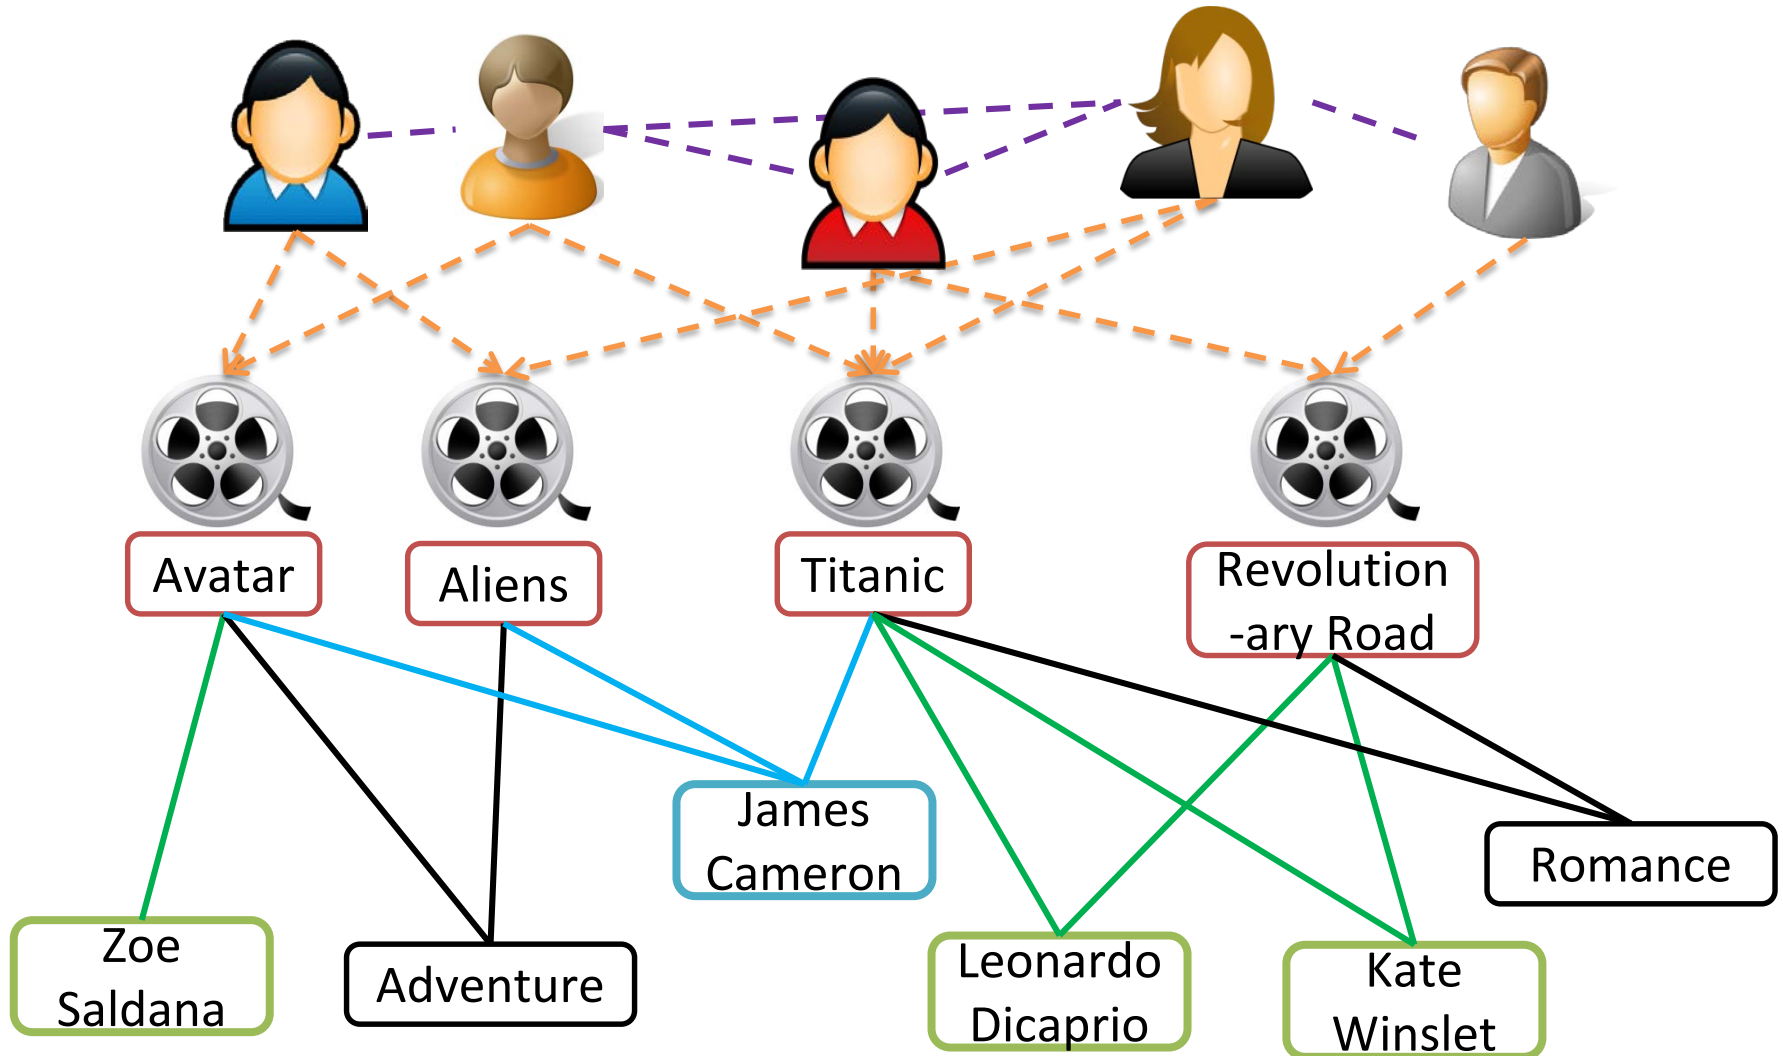 Avatar
Aliens
Titanic
Revolution
-ary Road
James
Cameron
Romance
Zoe
Saldana
Adventure
Leonardo
Dicaprio
Kate
Winslet